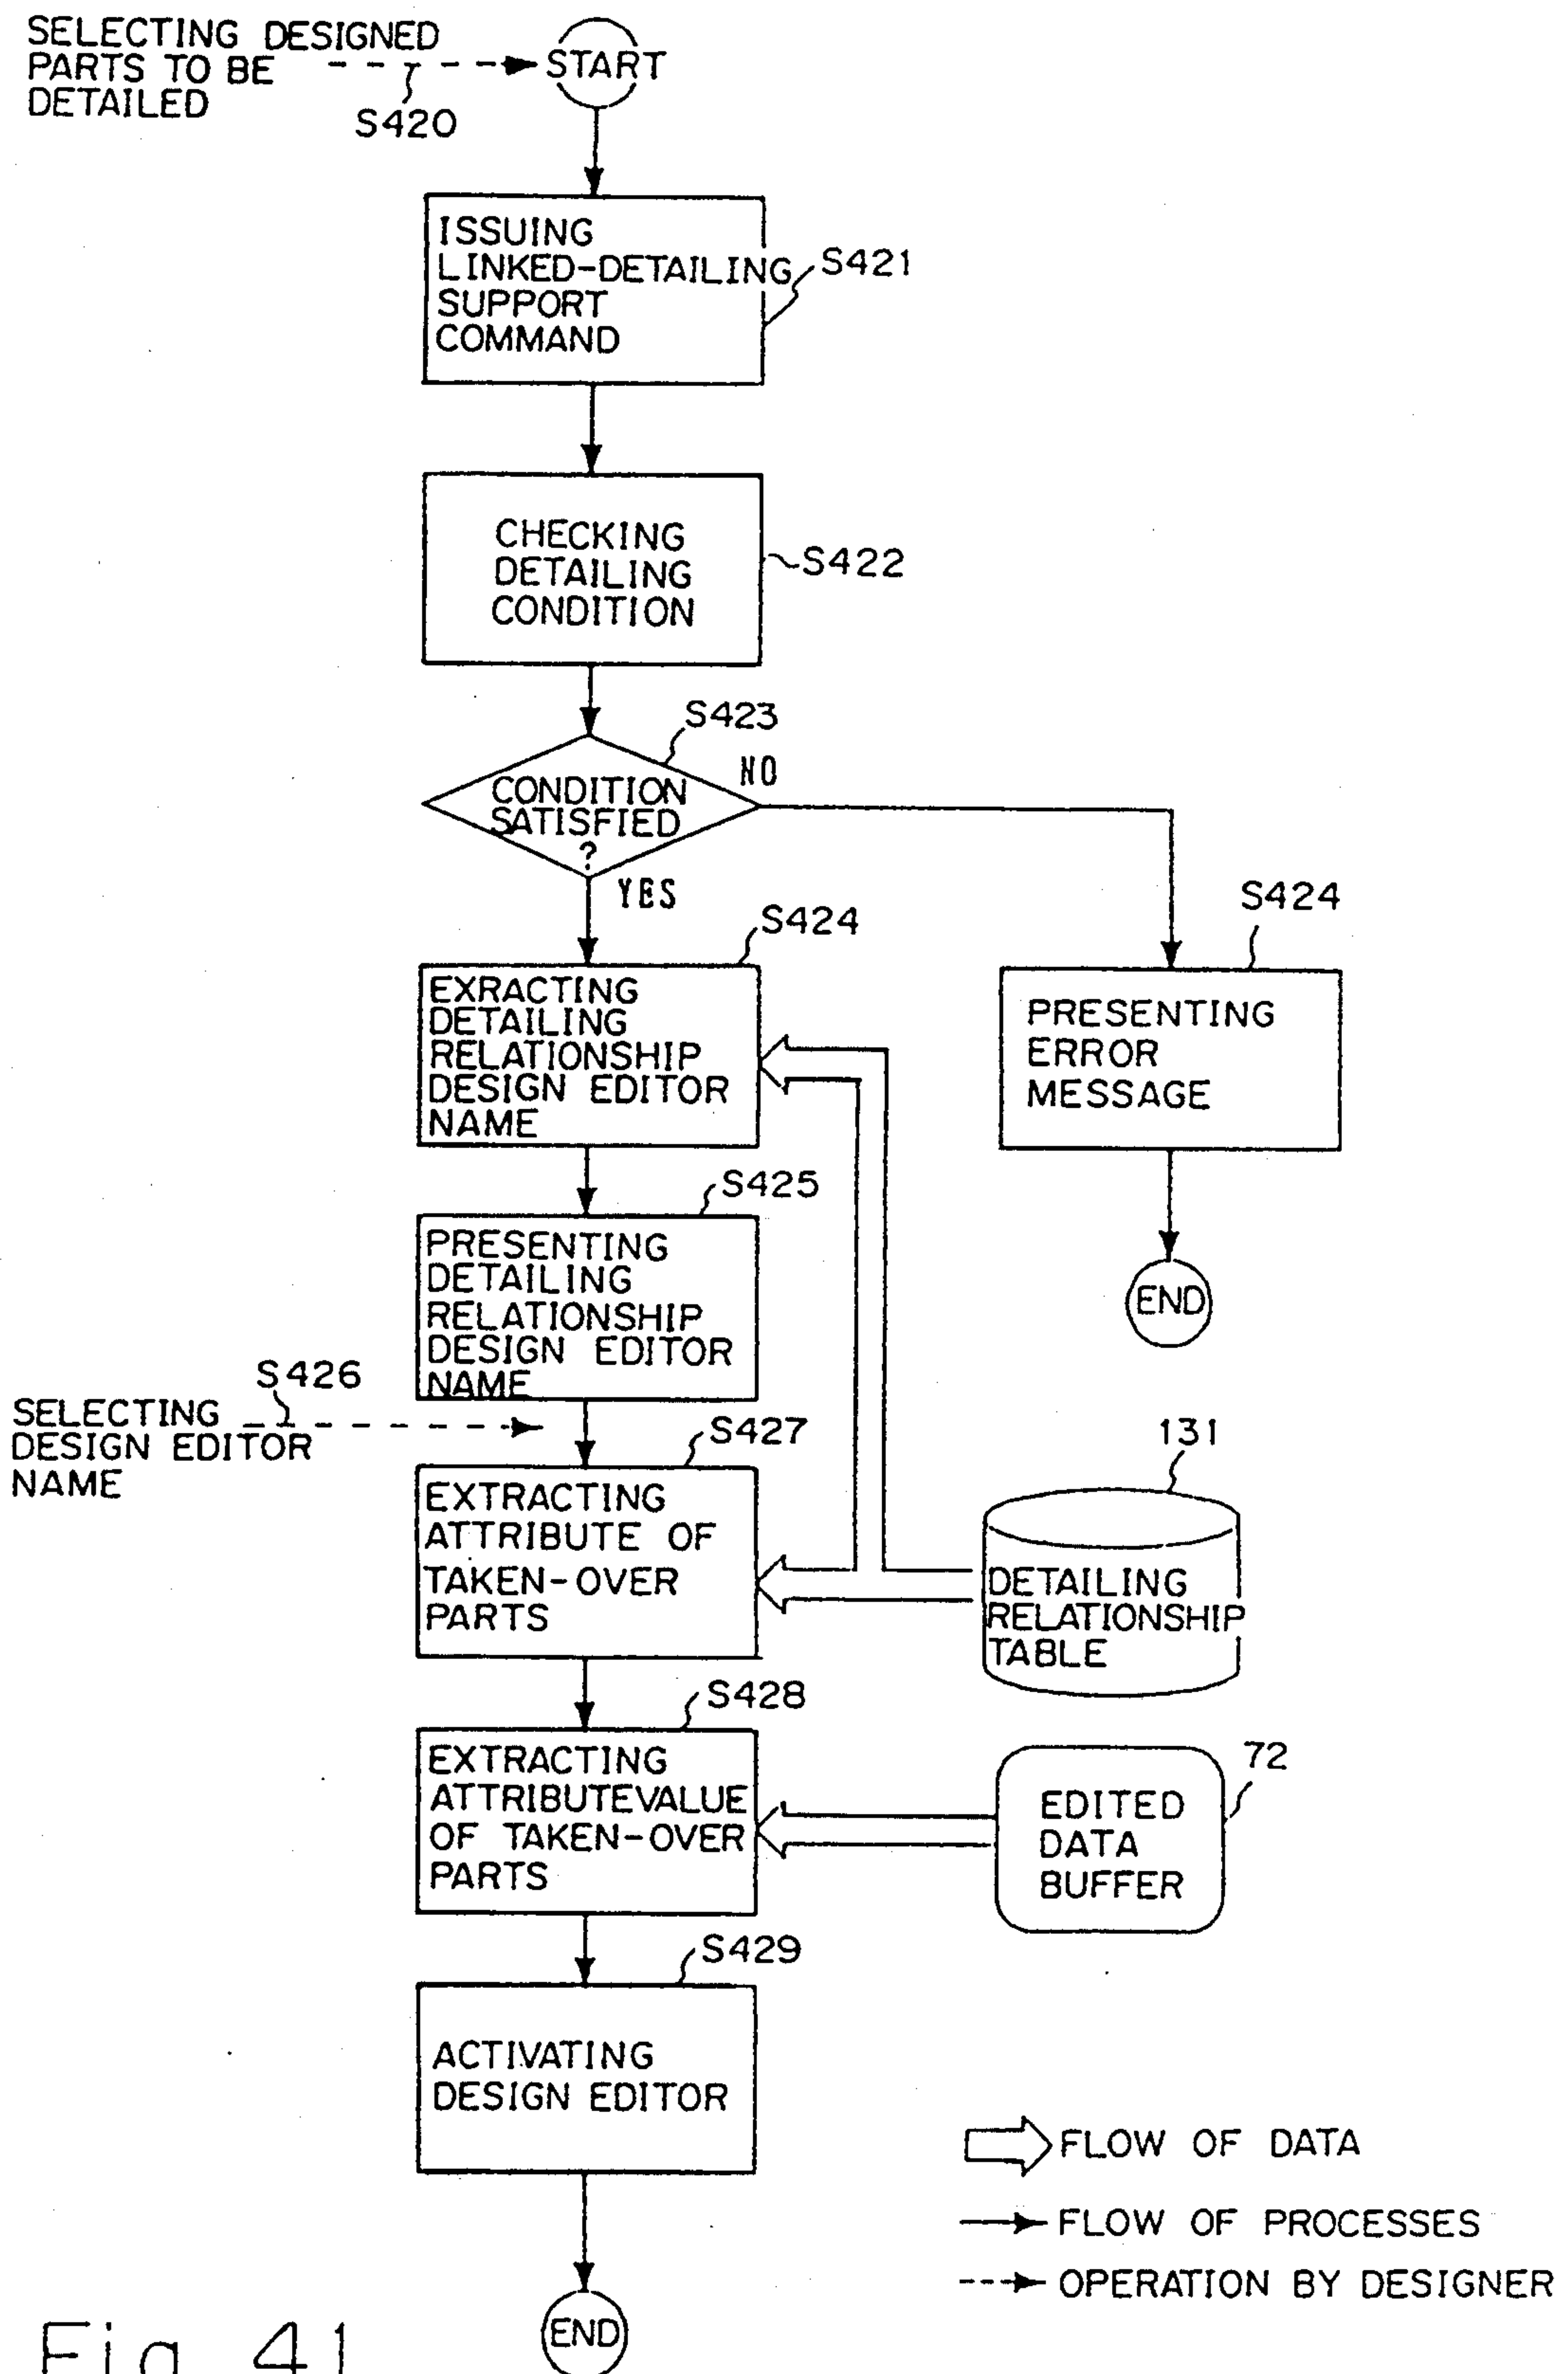 SELECTING DESIGNED
PARTS TO BE
DETAILED
S420
START
ISSUING
LINKED-DETAILING
SUPPORT
COMMAND
S421
CHECKING
DETAILING
CONDITION
S422
S423
CONDITION
SATISFIED
?
NO
YES
S424
EXRACTING
DETAILING
RELATIONSHIP
DESIGN EDITOR
NAME
S424
PRESENTING
ERROR
MESSAGE
END
S425
PRESENTING
DETAILING
RELATIONSHIP
DESIGN EDITOR
NAME
S426
SELECTING
DESIGN EDITOR
NAME
S427
EXTRACTING
ATTRIBUTE OF
TAKEN-OVER
PARTS
131
DETAILING
RELATIONSHIP
TABLE
S428
EXTRACTING
ATTRIBUTEVALUE
OF TAKEN-OVER
PARTS
72
EDITED
DATA
BUFFER
S429
ACTIVATING
DESIGN EDITOR
END
FLOW OF DATA
FLOW OF PROCESSES
OPERATION BY DESIGNER
Fig. 41